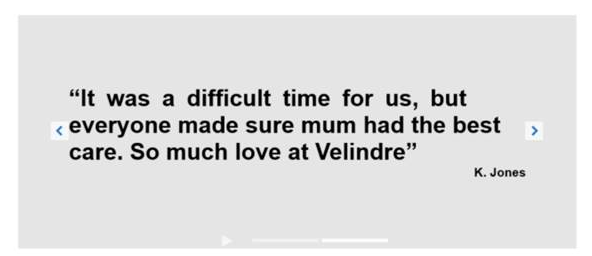 “It was a difficult time for us, but
everyone made sure mum had the best
care. So much love at Velindre”
K. Jones